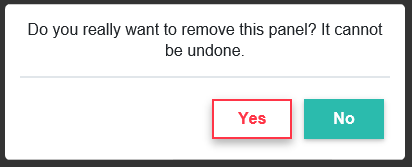 Do you really want to remove this panel? It cannot
be undone.
Yes
No